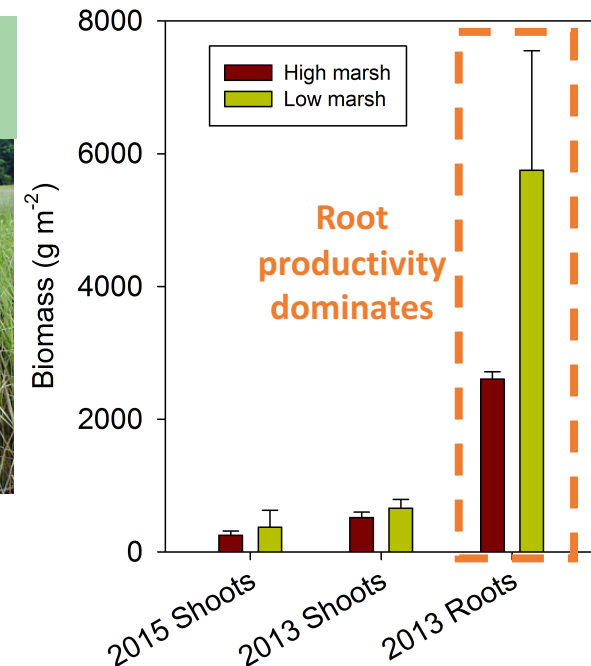 8000
6000
4000
2000
0
Biomass (g m⁻²)
High marsh
Low marsh
Root
productivity
dominates
2015 Shoots
2013 Shoots
2013 Roots